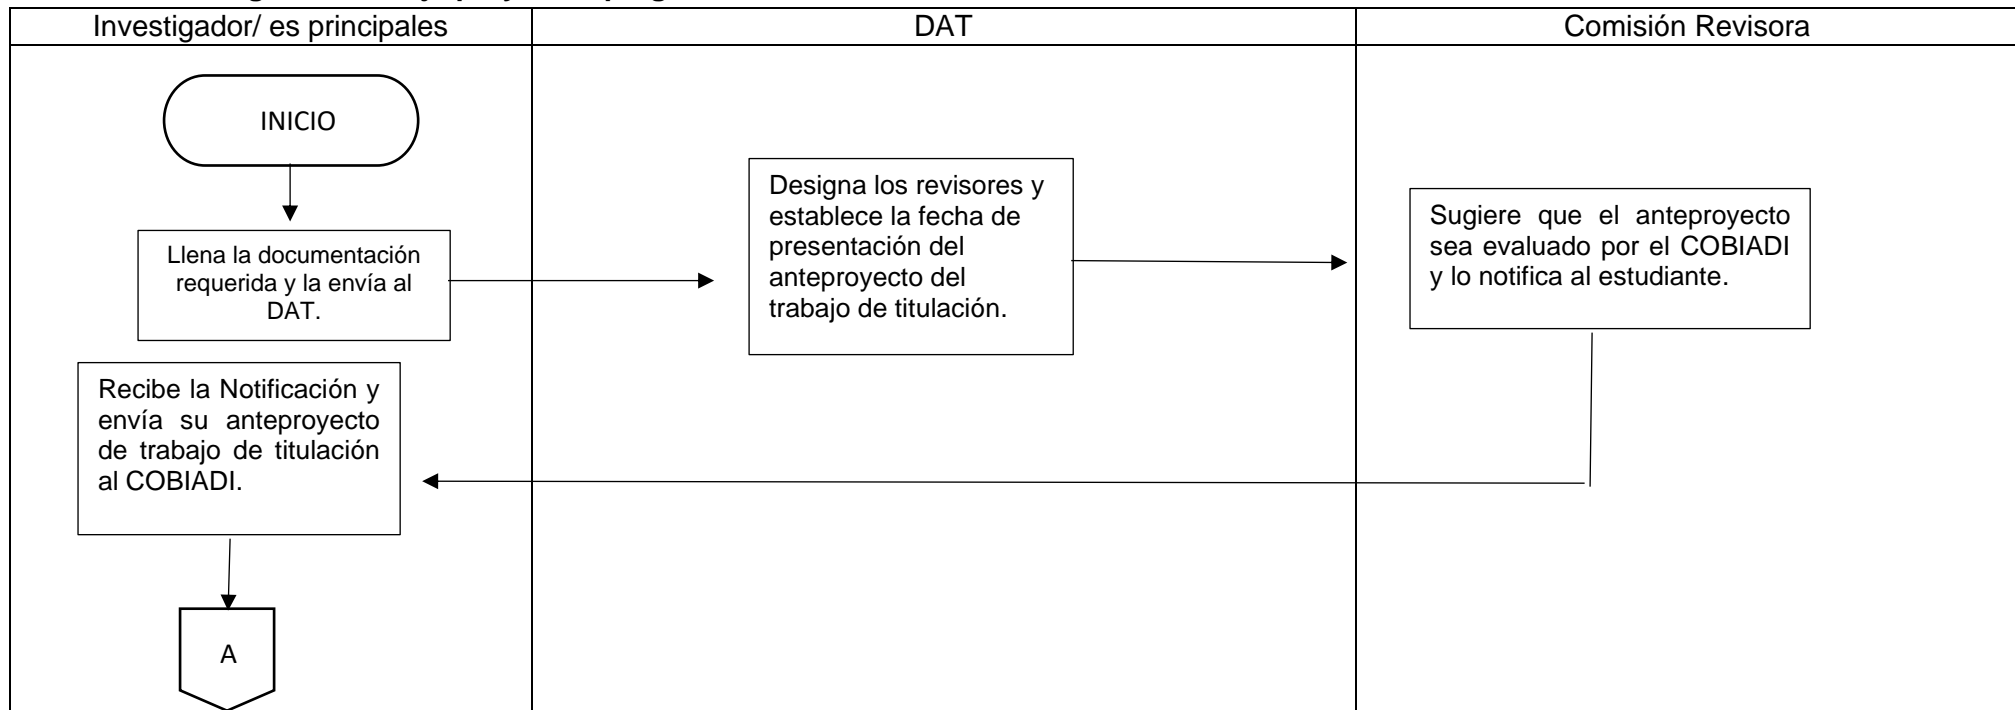 Investigador/ es principales
DAT
Comisión Revisora
INICIO
Llena la documentación
requerida y la envía al
DAT.
Designa los revisores y
establece la fecha de
presentación del
anteproyecto del
trabajo de titulación.
Sugiere que el anteproyecto
sea evaluado por el COBIADI
y lo notifica al estudiante.
Recibe la Notificación y
envía su anteproyecto
de trabajo de titulación
al COBIADI.
A